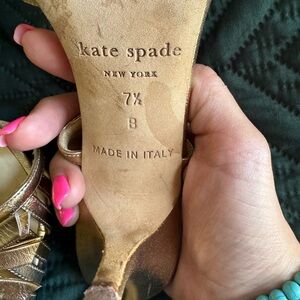 kate spade
NEW YORK
7½
B
MADE IN ITALY